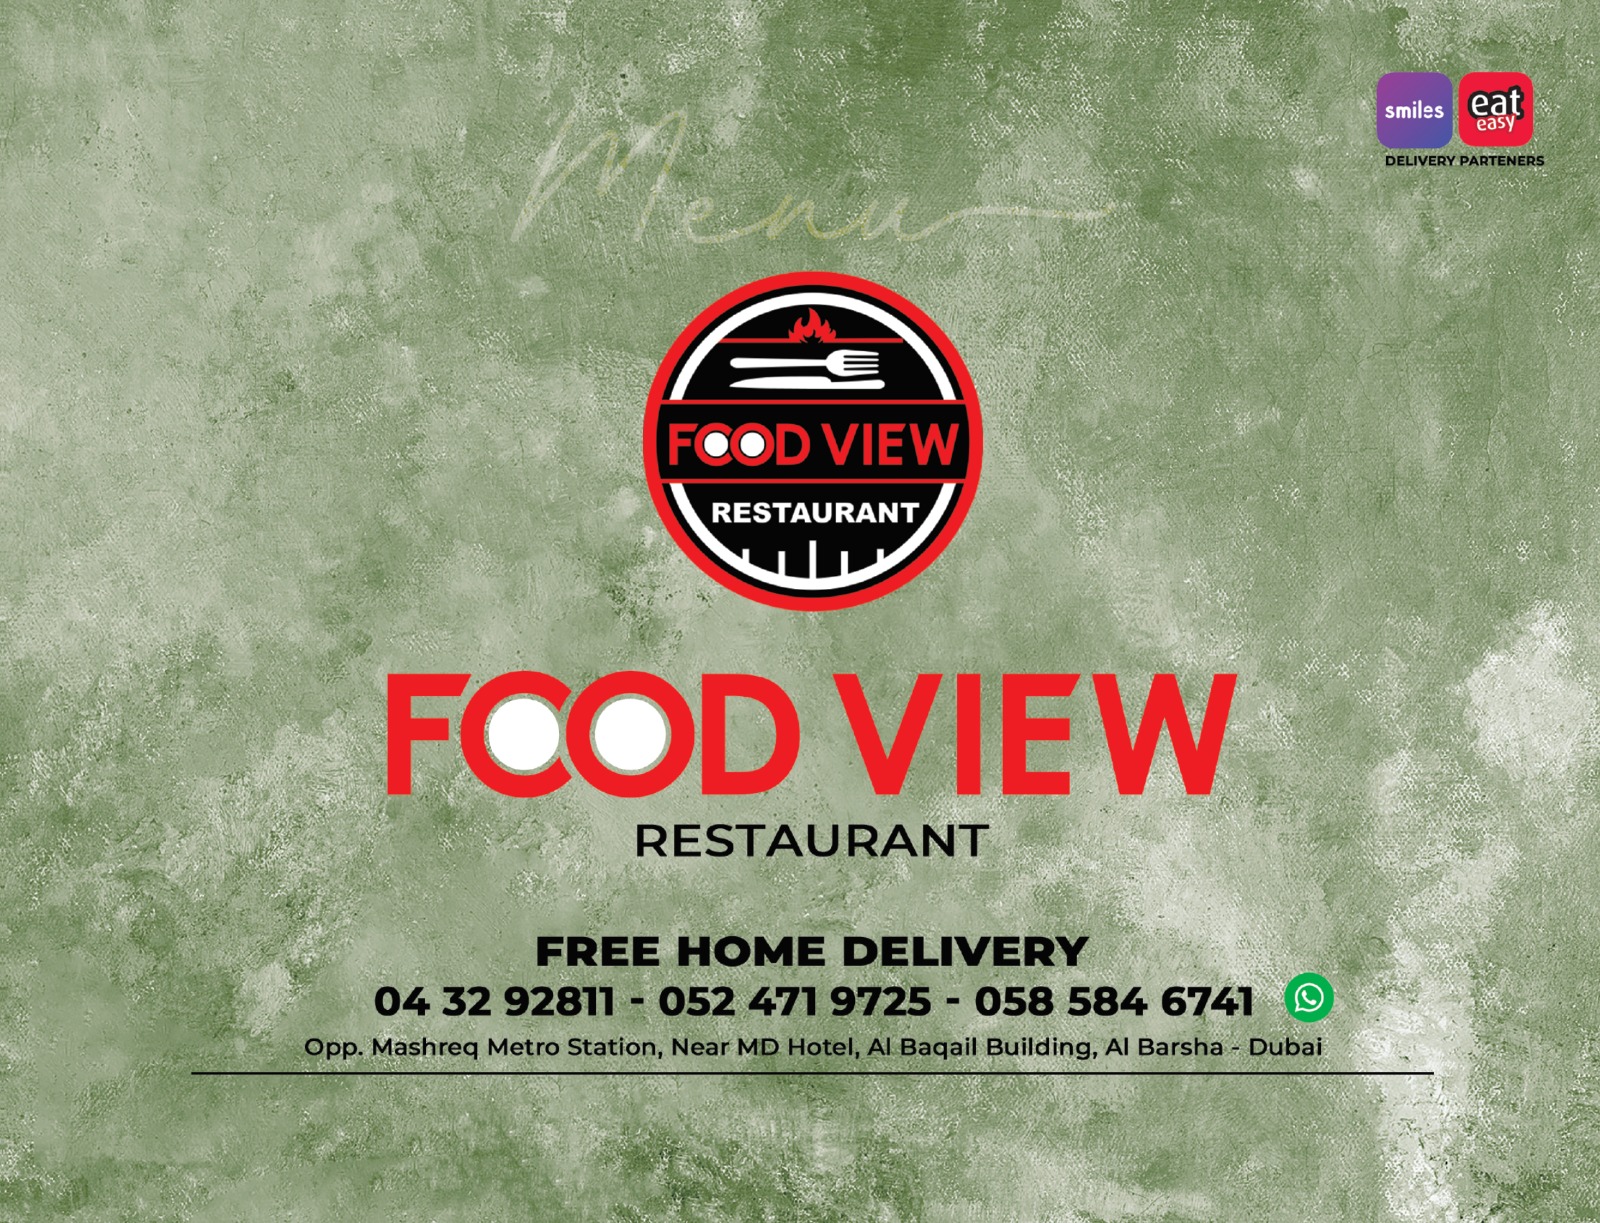 smiles
eat
easy
DELIVERY PARTENERS
Menu
FOOD VIEW
RESTAURANT
FOOD VIEW
RESTAURANT
FREE HOME DELIVERY
04 32 92811 - 052 471 9725 - 058 584 6741
Opp. Mashreq Metro Station, Near MD Hotel, Al Baqail Building, Al Barsha - Dubai